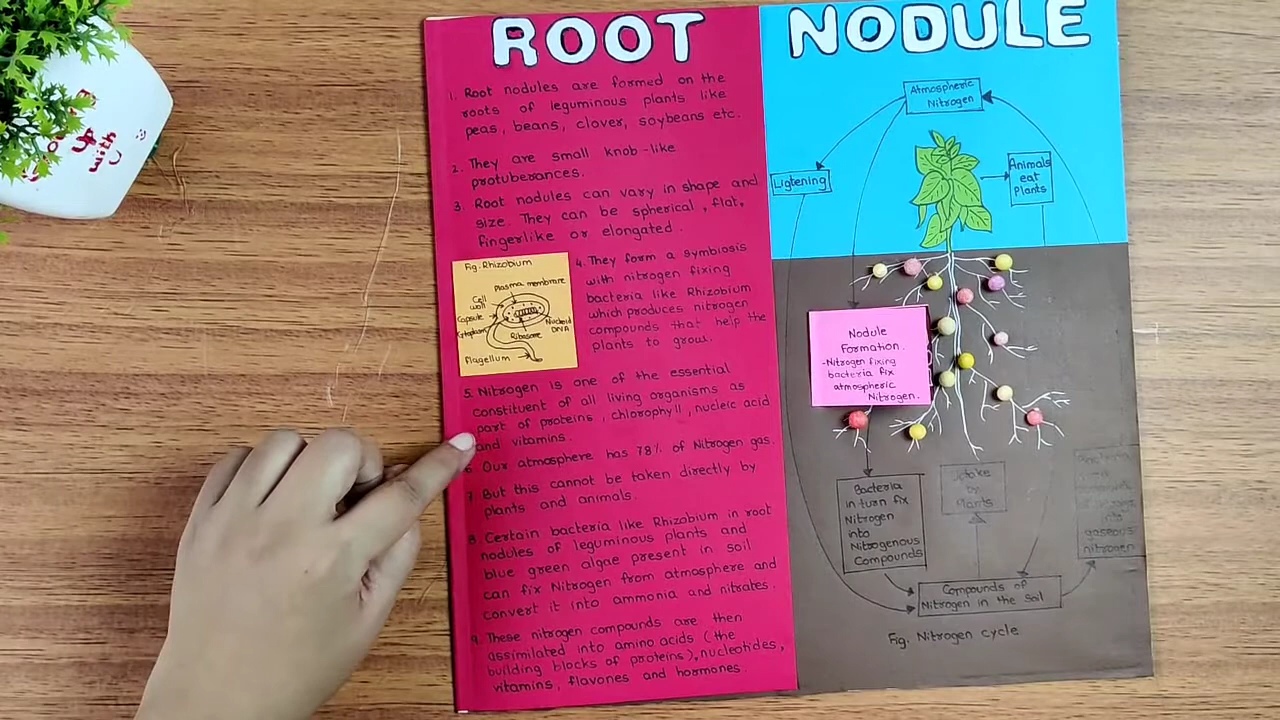 ROOT NODULE
1. Root nodules are formed on the
roots of leguminous plants like
peas, beans, clover, soybeans etc.
2. They are small knob-like
protuberances.
3. Root nodules can vary in shape and
size. They can be spherical, flat,
fingerlike or elongated.
Fig. Rhizobium
Plasma membrane
Cell
wall
Capsule
Cytoplasm
Nucleoid
DNA
Ribosome
Flagellum
4. They form a symbiosis
with nitrogen fixing
bacteria like Rhizobium
which produces nitrogen
compounds that help the
plants to grow.
5. Nitrogen is one of the essential
constituent of all living organisms as
part of proteins, chlorophyll, nucleic acid
and vitamins.
6 Our atmosphere has 78% of Nitrogen gas.
7. But this cannot be taken directly by
plants and animals.
8. Certain bacteria like Rhizobium in root
nodules of leguminous plants and
blue green algae present in soil
can fix Nitrogen from atmosphere and
convert it into ammonia and nitrates.
9. These nitrogen compounds are then
assimilated into amino acids (the
building blocks of proteins), nucleotides,
vitamins, flavones and hormones.
Atmospheric
Nitrogen
Ligtening
Animals
eat
Plants
Nodule
Formation.
-Nitrogen fixing
bacteria fix
atmospheric
Nitrogen.
Bacteria
in turn fix
Nitrogen
into
Nitrogenous
Compounds
Uptake
by
Plants
into
gaseous
nitrogen
Compounds of
Nitrogen in the Soil
Fig. Nitrogen cycle
with